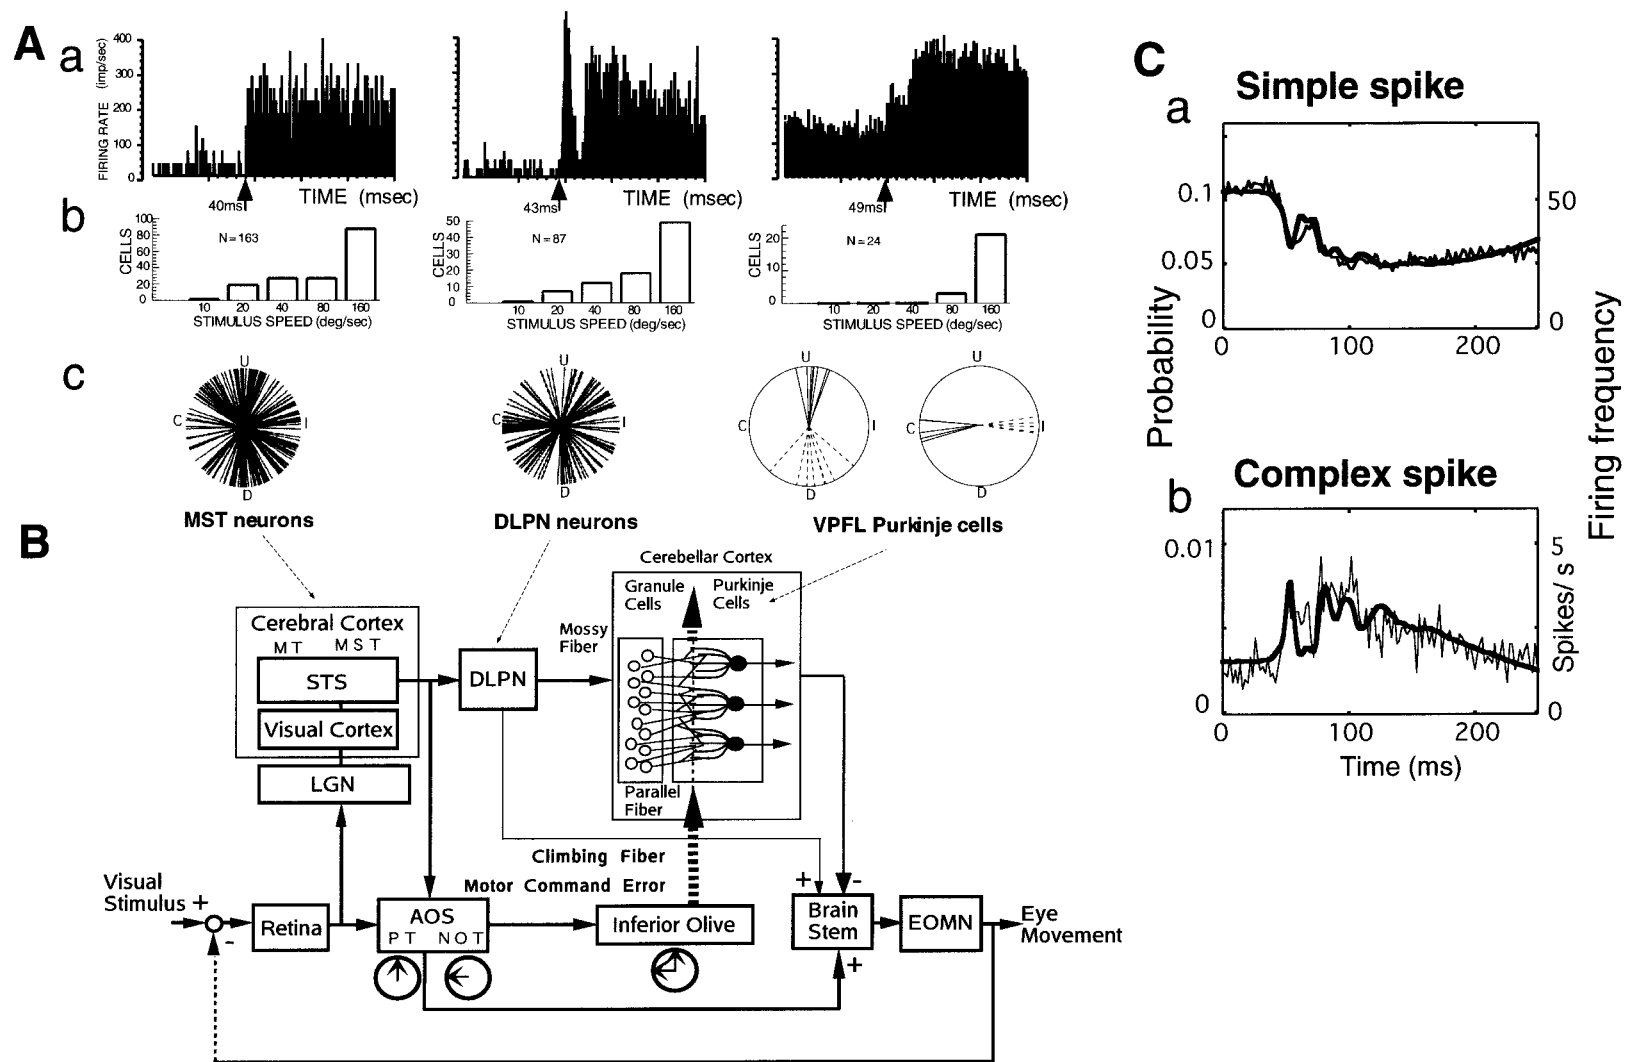 A
a
FIRING RATE (imp/sec)
400
300
200
100
0
40ms
TIME (msec)
43ms
TIME (msec)
49ms
TIME (msec)
b
CELLS
100
80
60
40
20
0
N=163
10 20 40 80 160
STIMULUS SPEED (deg/sec)
CELLS
50
40
30
20
10
0
N=87
10 20 40 80 160
STIMULUS SPEED (deg/sec)
CELLS
20
10
0
N=24
10 20 40 80 160
STIMULUS SPEED (deg/sec)
c
U
C I
D
U
C I
D
U
C I
D
U
C I
D
MST neurons
DLPN neurons
VPFL Purkinje cells
B
Cerebral Cortex
MT MST
STS
Visual Cortex
LGN
DLPN
Mossy
Fiber
Cerebellar Cortex
Granule
Cells
Purkinje
Cells
Parallel
Fiber
Climbing Fiber
Motor Command Error
Visual
Stimulus +
-
Retina
AOS
PT NOT
Inferior Olive
+
-
Brain
Stem
+
EOMN
Eye
Movement
C
a
Simple spike
0.1
0.05
0
50
0
0 100 200
Probability
Firing frequency
b
Complex spike
0.01
0
5
0
Spikes/ s
0 100 200
Time (ms)